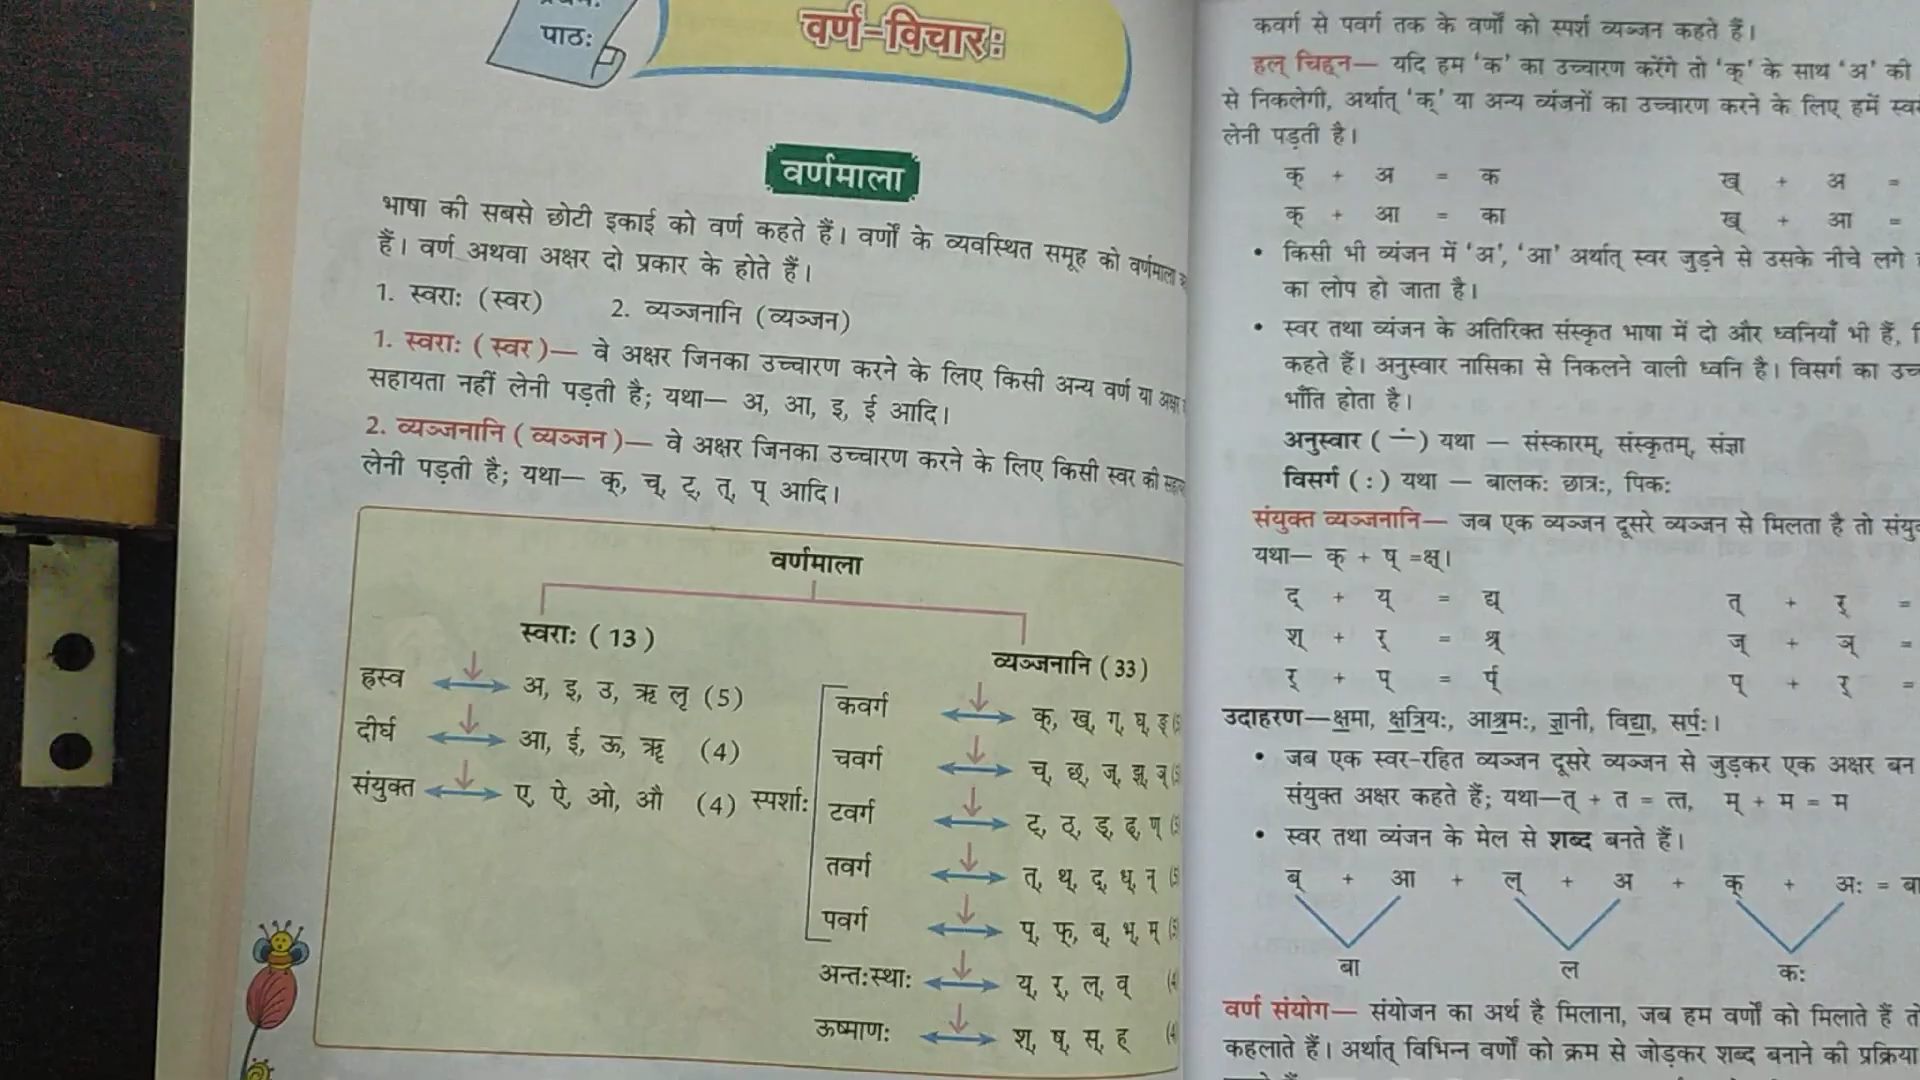 पाठः
वर्ण-विचारः
वर्णमाला
भाषा की सबसे छोटी इकाई को वर्ण कहते हैं। वर्णों के व्यवस्थित समूह को वर्णमाला
हैं। वर्ण अथवा अक्षर दो प्रकार के होते हैं।
1. स्वराः (स्वर) 2. व्यञ्जनानि (व्यञ्जन)
1. स्वराः ( स्वर )— वे अक्षर जिनका उच्चारण करने के लिए किसी अन्य वर्ण या
सहायता नहीं लेनी पड़ती है; यथा— अ, आ, इ, ई आदि।
2. व्यञ्जनानि ( व्यञ्जन )— वे अक्षर जिनका उच्चारण करने के लिए किसी स्वर की
लेनी पड़ती है; यथा— क्, च्, ट्, त्, प् आदि।
वर्णमाला
स्वराः ( 13 )
ह्रस्व अ, इ, उ, ऋ लृ (5)
दीर्घ आ, ई, ऊ, ॠ (4)
संयुक्त ए, ऐ, ओ, औ (4)
व्यञ्जनानि ( 33 )
स्पर्शाः
कवर्ग क्, ख्, ग्, घ्, ङ्
चवर्ग च्, छ्, ज्, झ्, ञ्
टवर्ग ट्, ठ्, ड्, ढ्, ण्
तवर्ग त्, थ्, द्, ध्, न्
पवर्ग प्, फ्, ब्, भ्, म्
अन्तःस्थाः य्, र्, ल्, व्
ऊष्माणः श्, ष्, स्, ह्
कवर्ग से पवर्ग तक के वर्णों को स्पर्श व्यञ्जन कहते हैं।
हल् चिह्न— यदि हम 'क' का उच्चारण करेंगे तो 'क्' के साथ 'अ' की
से निकलेगी, अर्थात् 'क्' या अन्य व्यंजनों का उच्चारण करने के लिए हमें
लेनी पड़ती है।
क् + अ = क ख् + अ =
क् + आ = का ख् + आ =
• किसी भी व्यंजन में 'अ', 'आ' अर्थात् स्वर जुड़ने से उसके नीचे लगे
का लोप हो जाता है।
• स्वर तथा व्यंजन के अतिरिक्त संस्कृत भाषा में दो और ध्वनियाँ भी हैं,
कहते हैं। अनुस्वार नासिका से निकलने वाली ध्वनि है। विसर्ग का
भाँति होता है।
अनुस्वार ( ∸ ) यथा — संस्कारम्, संस्कृतम्, संज्ञा
विसर्ग ( : ) यथा — बालकः छात्रः, पिकः
संयुक्त व्यञ्जनानि— जब एक व्यञ्जन दूसरे व्यञ्जन से मिलता है तो
यथा— क् + ष् =क्ष्।
द् + य् = द्य् त् + र् =
श् + र् = श्र् ज् + ञ् =
र् + प् = र्प् प् + र् =
उदाहरण—क्षमा, क्षत्रियः, आश्रमः, ज्ञानी, विद्या, सर्पः।
• जब एक स्वर-रहित व्यञ्जन दूसरे व्यञ्जन से जुड़कर एक अक्षर बन
संयुक्त अक्षर कहते हैं; यथा—त् + त = त्त, म् + म = म
• स्वर तथा व्यंजन के मेल से शब्द बनते हैं।
ब् + आ + ल् + अ + क् + अः = बा
बा ल कः
वर्ण संयोग— संयोजन का अर्थ है मिलाना, जब हम वर्णों को मिलाते हैं
कहलाते हैं। अर्थात् विभिन्न वर्णों को क्रम से जोड़कर शब्द बनाने की प्रक्रिया